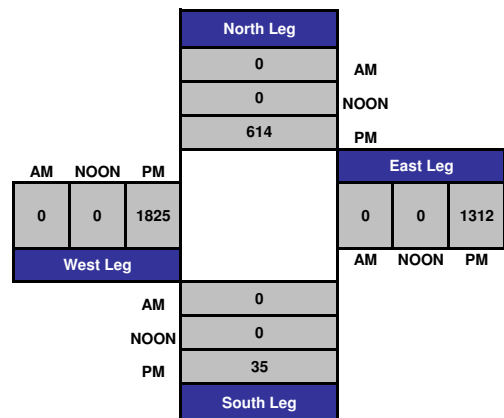 North Leg
0 AM
0 NOON
614 PM
AM NOON PM East Leg
0 0 1825 0 0 1312
West Leg AM NOON PM
AM 0
NOON 0
PM 35
South Leg